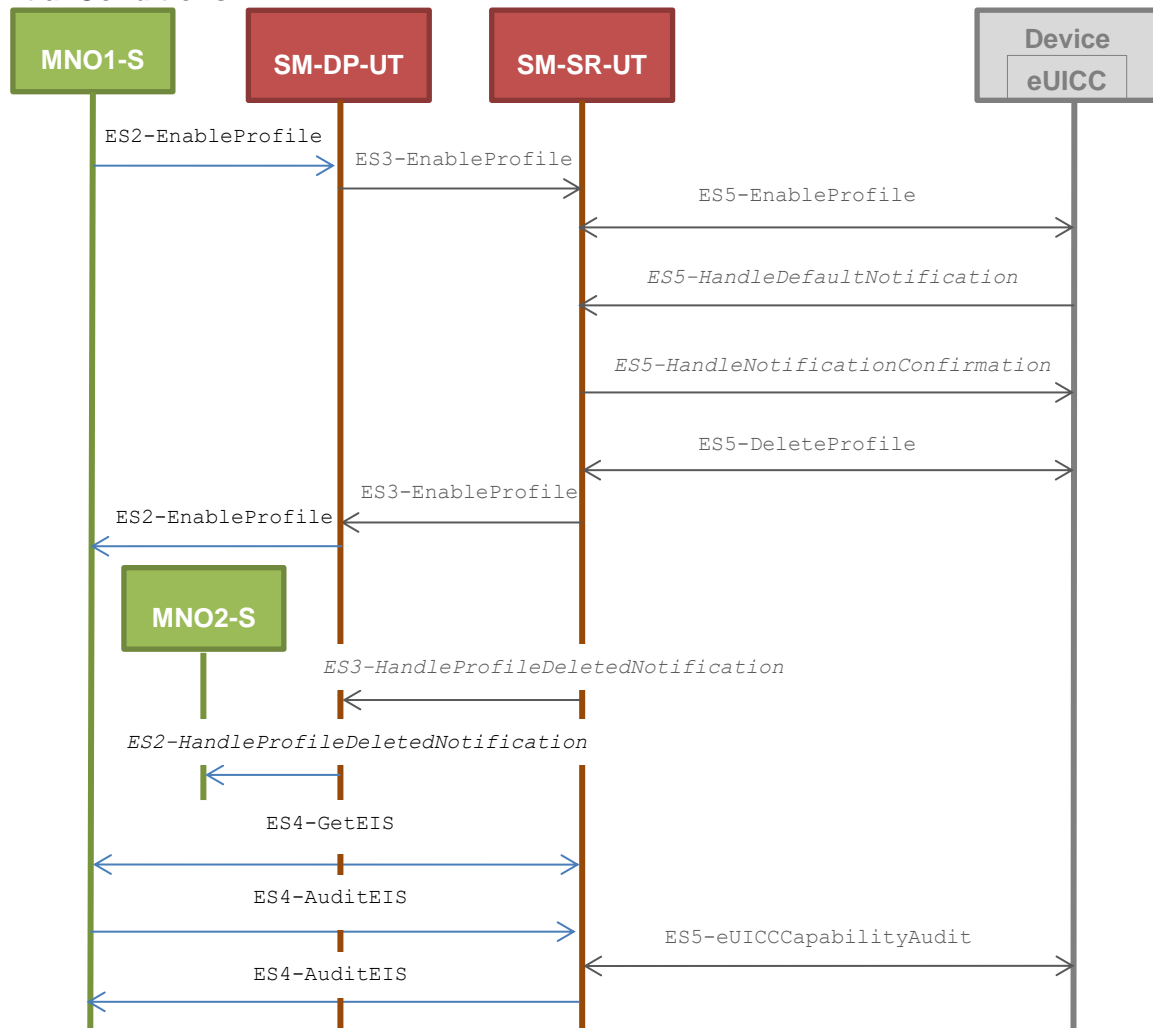 MNO1-S
SM-DP-UT
SM-SR-UT
Device
eUICC
ES2-EnableProfile
ES3-EnableProfile
ES5-EnableProfile
ES5-HandleDefaultNotification
ES5-HandleNotificationConfirmation
ES5-DeleteProfile
ES3-EnableProfile
ES2-EnableProfile
MNO2-S
ES3-HandleProfileDeletedNotification
ES2-HandleProfileDeletedNotification
ES4-GetEIS
ES4-AuditEIS
ES5-eUICCCapabilityAudit
ES4-AuditEIS